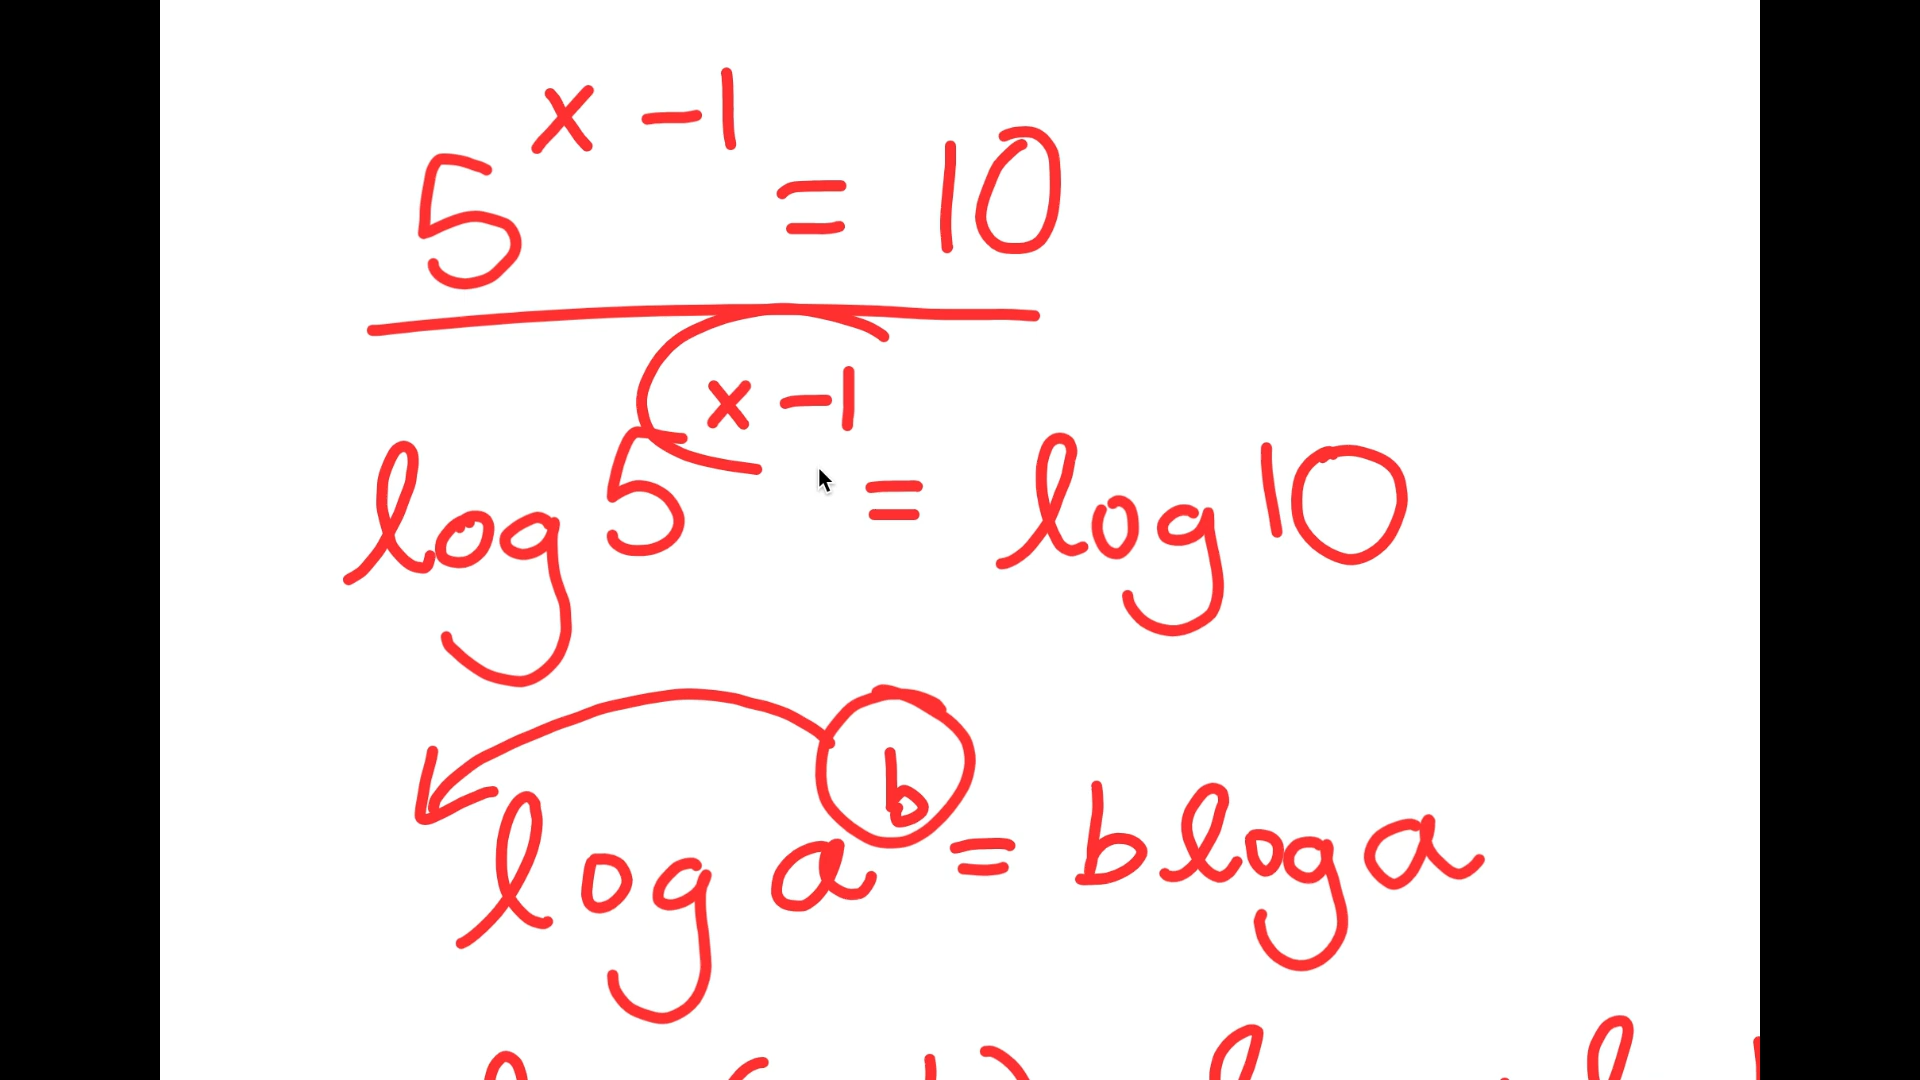 5^{x-1} = 10
log 5^{x-1} = log 10
log a^b = b log a